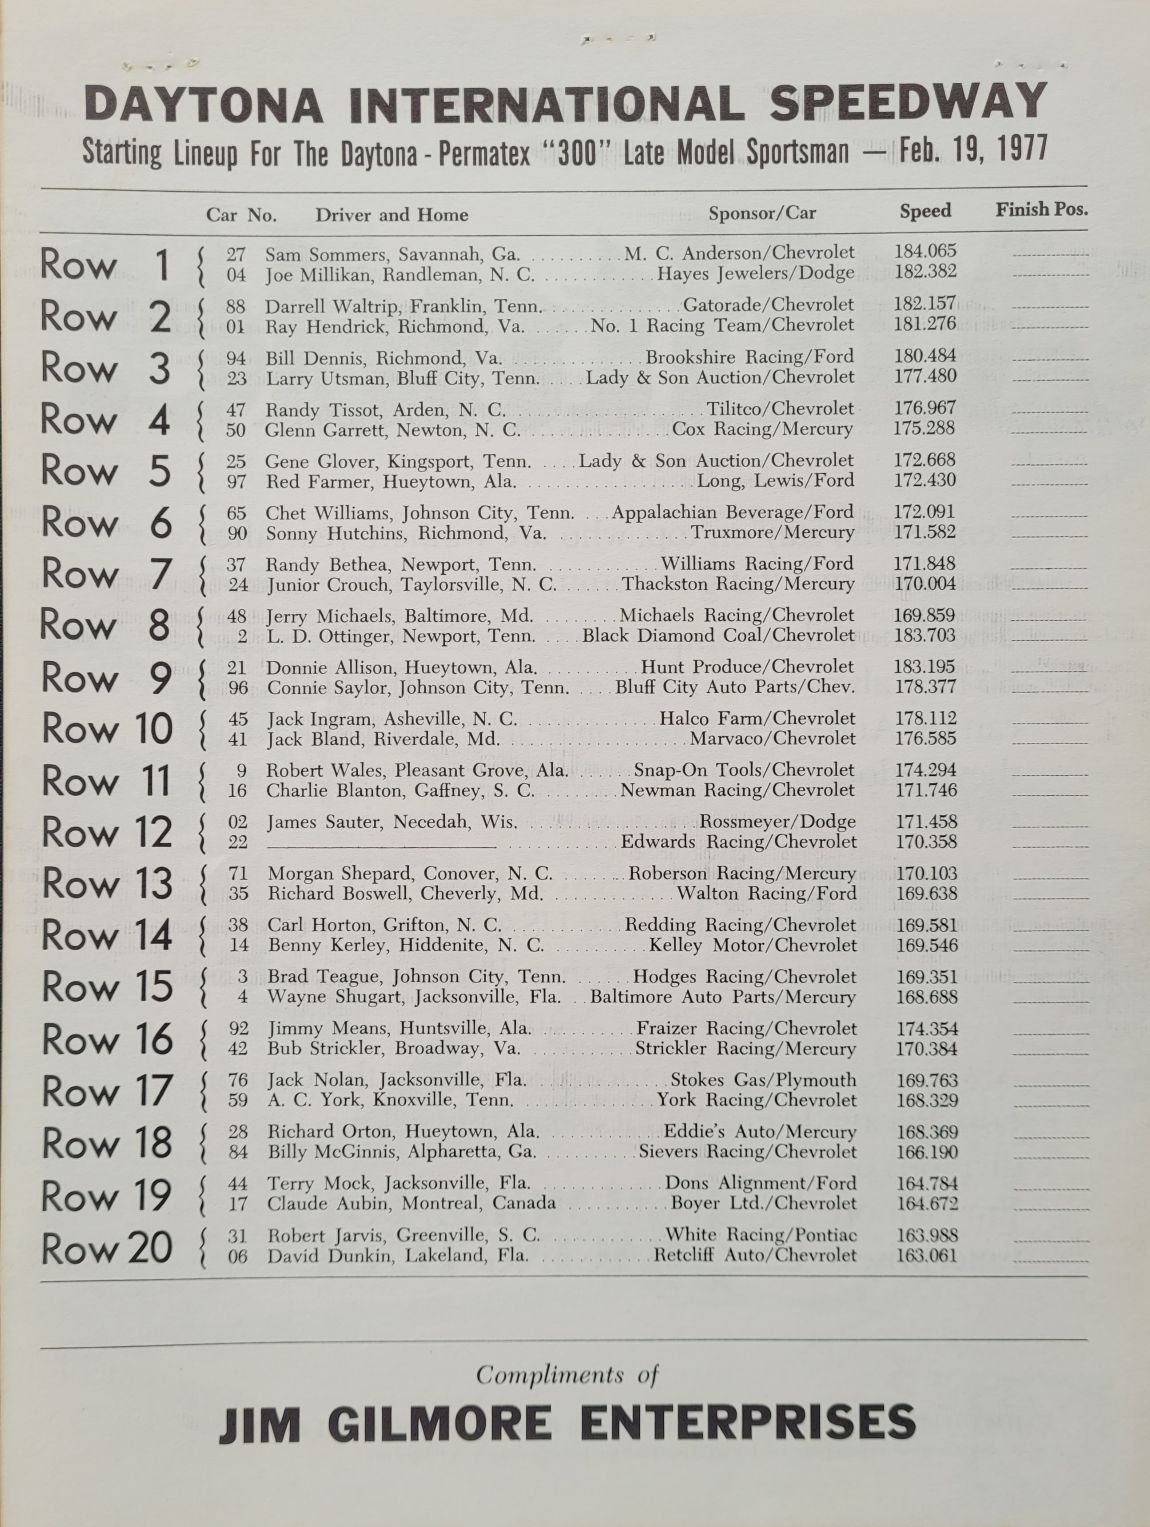 DAYTONA INTERNATIONAL SPEEDWAY
Starting Lineup For The Daytona - Permatex "300" Late Model Sportsman — Feb. 19, 1977
Car No. Driver and Home Sponsor/Car Speed Finish Pos.
Row 1 { 27 Sam Sommers, Savannah, Ga. .......... M. C. Anderson/Chevrolet 184.065
04 Joe Millikan, Randleman, N. C. ............ Hayes Jewelers/Dodge 182.382
Row 2 { 88 Darrell Waltrip, Franklin, Tenn. .............. Gatorade/Chevrolet 182.157
01 Ray Hendrick, Richmond, Va. ...... No. 1 Racing Team/Chevrolet 181.276
Row 3 { 94 Bill Dennis, Richmond, Va. .............. Brookshire Racing/Ford 180.484
23 Larry Utsman, Bluff City, Tenn. .... Lady & Son Auction/Chevrolet 177.480
Row 4 { 47 Randy Tissot, Arden, N. C. ................... Tilitco/Chevrolet 176.967
50 Glenn Garrett, Newton, N. C. .............. Cox Racing/Mercury 175.288
Row 5 { 25 Gene Glover, Kingsport, Tenn. .... Lady & Son Auction/Chevrolet 172.668
97 Red Farmer, Hueytown, Ala. ................. Long, Lewis/Ford 172.430
Row 6 { 65 Chet Williams, Johnson City, Tenn. ... Appalachian Beverage/Ford 172.091
90 Sonny Hutchins, Richmond, Va. ............. Truxmore/Mercury 171.582
Row 7 { 37 Randy Bethea, Newport, Tenn. ........... Williams Racing/Ford 171.848
24 Junior Crouch, Taylorsville, N. C. ...... Thackston Racing/Mercury 170.004
Row 8 { 48 Jerry Michaels, Baltimore, Md. ........ Michaels Racing/Chevrolet 169.859
2 L. D. Ottinger, Newport, Tenn. .... Black Diamond Coal/Chevrolet 183.703
Row 9 { 21 Donnie Allison, Hueytown, Ala. ......... Hunt Produce/Chevrolet 183.195
96 Connie Saylor, Johnson City, Tenn. .... Bluff City Auto Parts/Chev. 178.377
Row 10 { 45 Jack Ingram, Asheville, N. C. ............. Halco Farm/Chevrolet 178.112
41 Jack Bland, Riverdale, Md. ................. Marvaco/Chevrolet 176.585
Row 11 { 9 Robert Wales, Pleasant Grove, Ala. ...... Snap-On Tools/Chevrolet 174.294
16 Charlie Blanton, Gaffney, S. C. ........ Newman Racing/Chevrolet 171.746
Row 12 { 02 James Sauter, Necedah, Wis. ................. Rossmeyer/Dodge 171.458
22 ____________________ ............ Edwards Racing/Chevrolet 170.358
Row 13 { 71 Morgan Shepard, Conover, N. C. ....... Roberson Racing/Mercury 170.103
35 Richard Boswell, Cheverly, Md. ............ Walton Racing/Ford 169.638
Row 14 { 38 Carl Horton, Grifton, N. C. ............ Redding Racing/Chevrolet 169.581
14 Benny Kerley, Hiddenite, N. C. ......... Kelley Motor/Chevrolet 169.546
Row 15 { 3 Brad Teague, Johnson City, Tenn. ...... Hodges Racing/Chevrolet 169.351
4 Wayne Shugart, Jacksonville, Fla. .. Baltimore Auto Parts/Mercury 168.688
Row 16 { 92 Jimmy Means, Huntsville, Ala. .......... Fraizer Racing/Chevrolet 174.354
42 Bub Strickler, Broadway, Va. ........... Strickler Racing/Mercury 170.384
Row 17 { 76 Jack Nolan, Jacksonville, Fla. .............. Stokes Gas/Plymouth 169.763
59 A. C. York, Knoxville, Tenn. ............. York Racing/Chevrolet 168.329
Row 18 { 28 Richard Orton, Hueytown, Ala. ........... Eddie's Auto/Mercury 168.369
84 Billy McGinnis, Alpharetta, Ga. ......... Sievers Racing/Chevrolet 166.190
Row 19 { 44 Terry Mock, Jacksonville, Fla. ............. Dons Alignment/Ford 164.784
17 Claude Aubin, Montreal, Canada ........... Boyer Ltd./Chevrolet 164.672
Row 20 { 31 Robert Jarvis, Greenville, S. C. ............ White Racing/Pontiac 163.988
06 David Dunkin, Lakeland, Fla. ........... Retcliff Auto/Chevrolet 163.061
Compliments of
JIM GILMORE ENTERPRISES